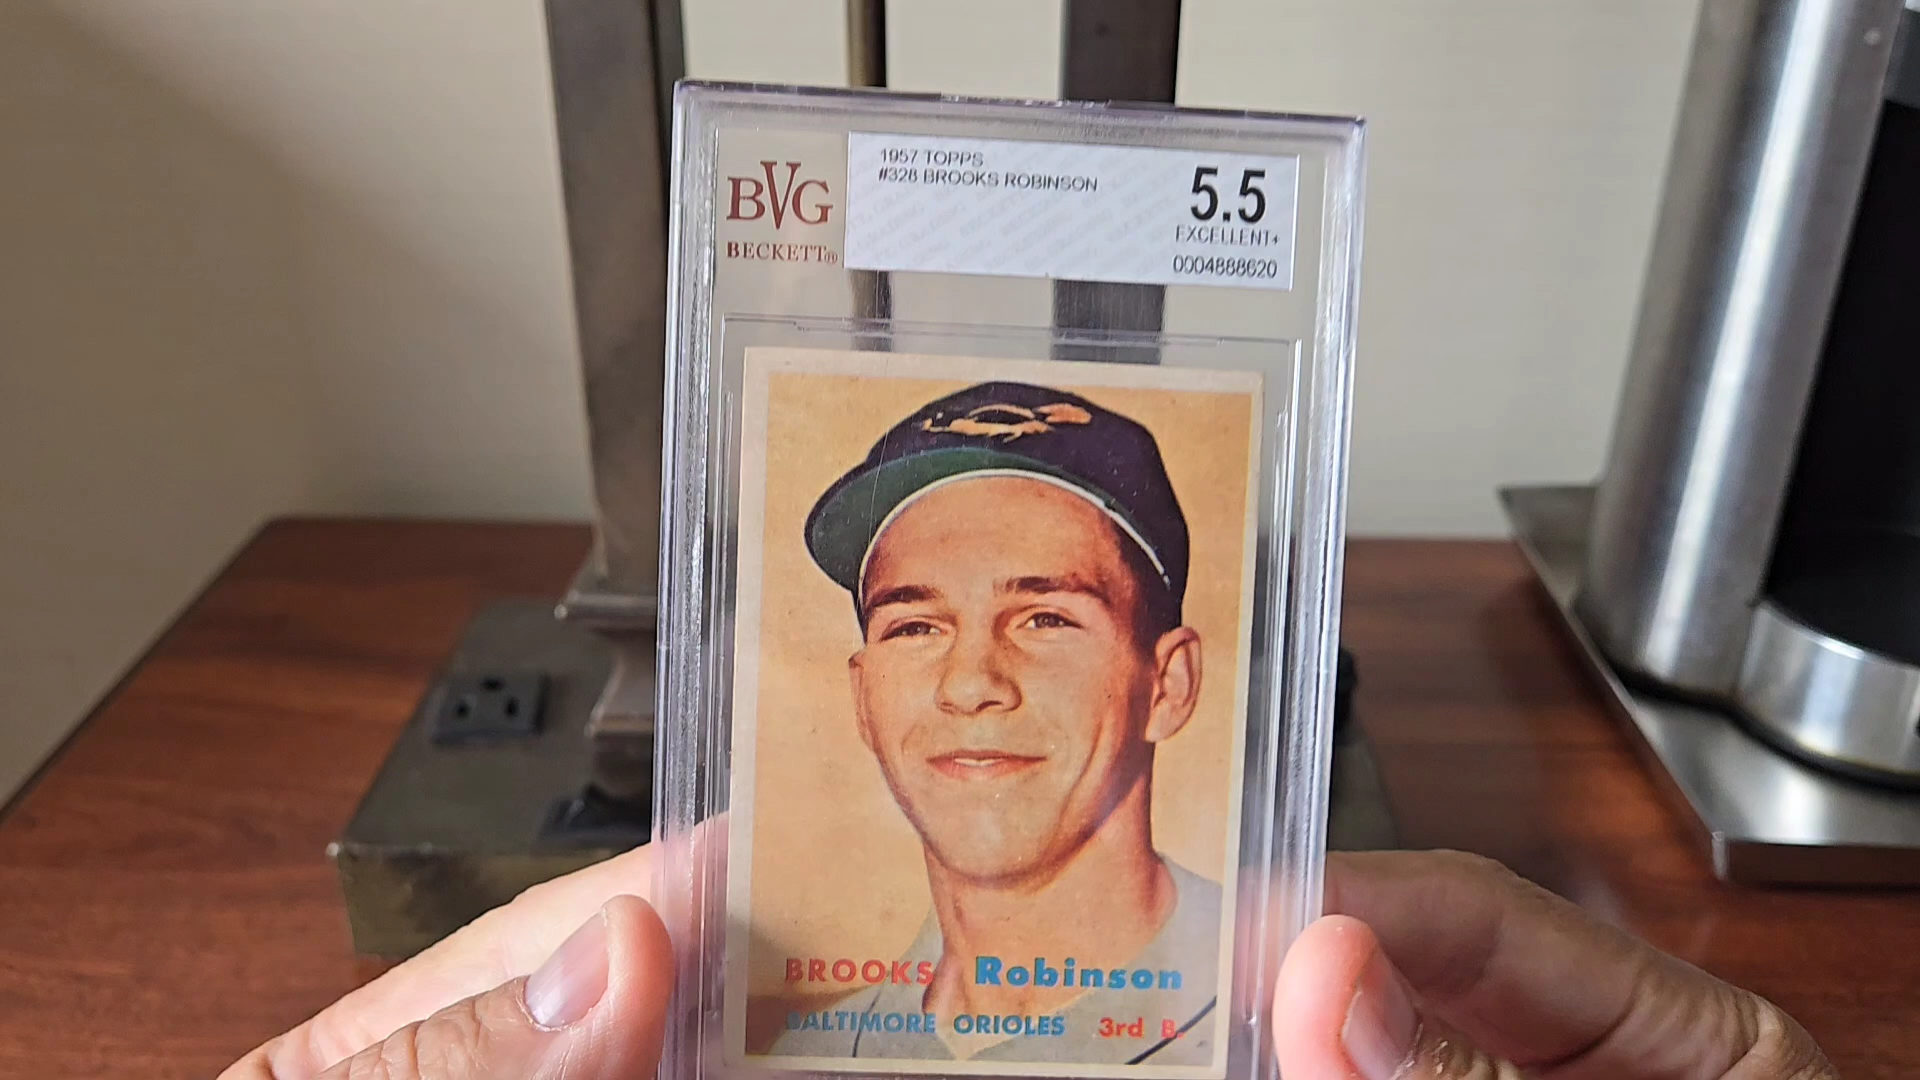 BVG
BECKETT®
1957 TOPPS
#328 BROOKS ROBINSON
5.5
EXCELLENT+
0004888620
BROOKS Robinson
BALTIMORE ORIOLES 3rd B.